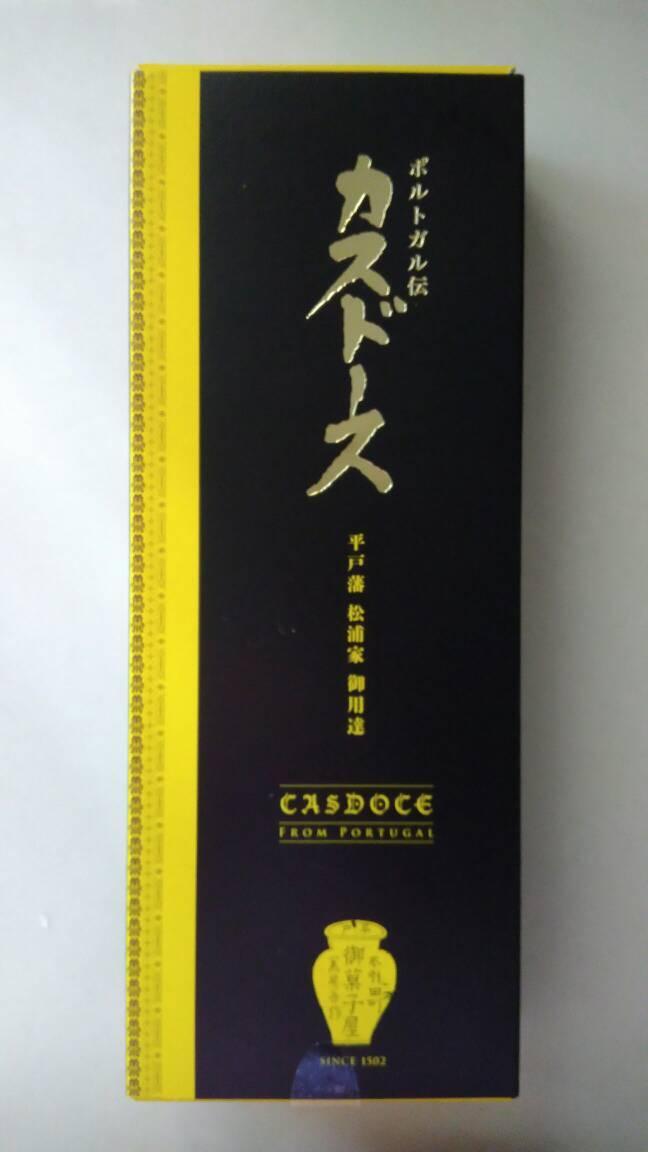 ポルトガル伝
カスドース
平戸藩 松浦家 御用達
CASDOCE
FROM PORTUGAL
御菓子屋
SINCE 1502